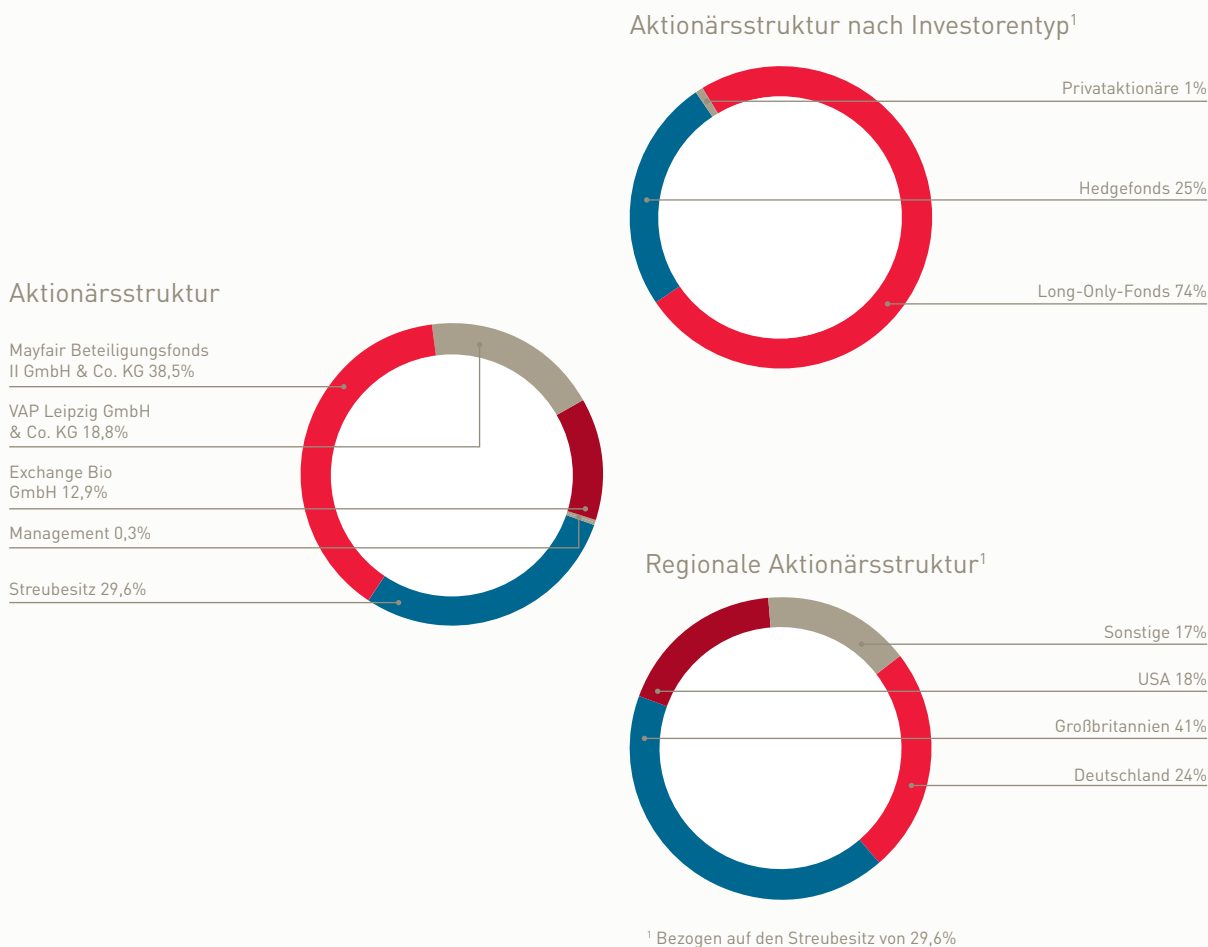 Aktionärsstruktur nach Investorentyp¹
Privataktionäre 1%
Hedgefonds 25%
Long-Only-Fonds 74%
Aktionärsstruktur
Mayfair Beteiligungsfonds
II GmbH & Co. KG 38,5%
VAP Leipzig GmbH
& Co. KG 18,8%
Exchange Bio
GmbH 12,9%
Management 0,3%
Streubesitz 29,6%
Regionale Aktionärsstruktur¹
Sonstige 17%
USA 18%
Großbritannien 41%
Deutschland 24%
¹ Bezogen auf den Streubesitz von 29,6%